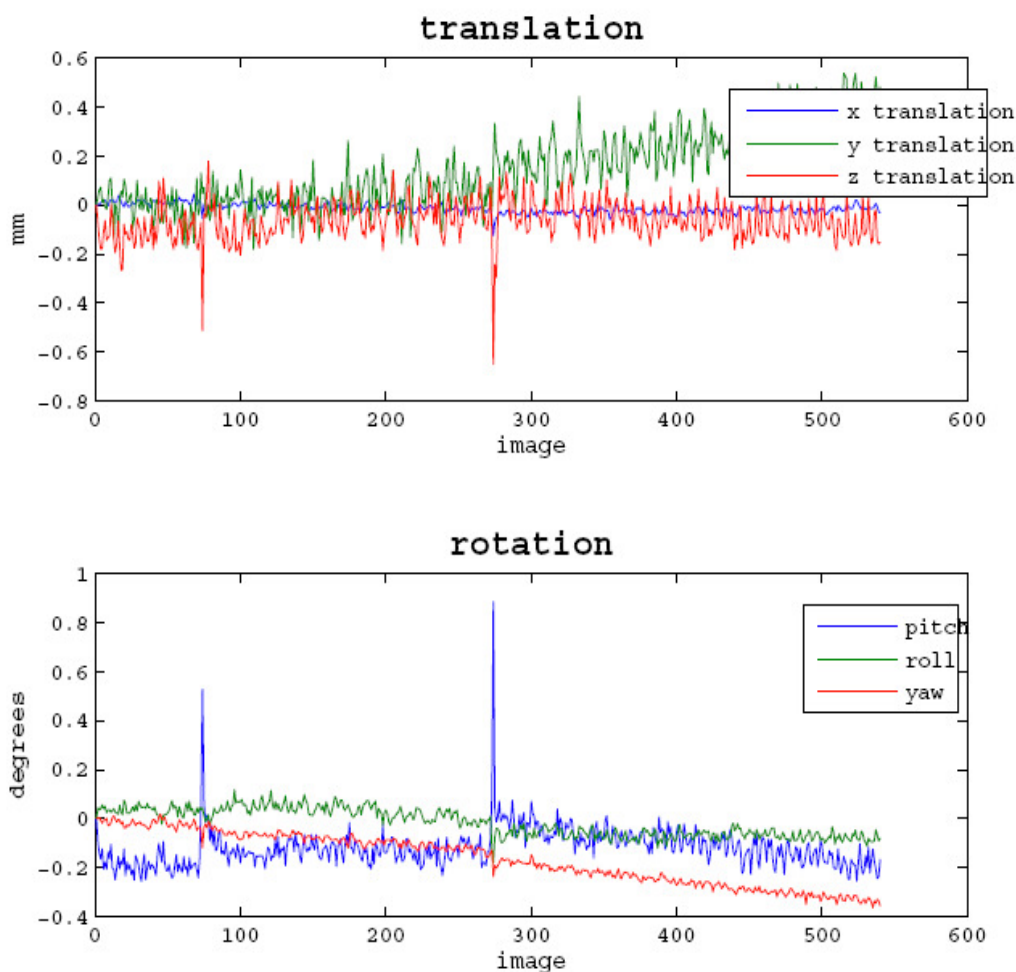 translation
0.6
0.4
0.2
0
-0.2
-0.4
-0.6
-0.8
mm
x translation
y translation
z translation
0 100 200 300 400 500 600
image
rotation
1
0.8
0.6
0.4
0.2
0
-0.2
-0.4
degrees
pitch
roll
yaw
0 100 200 300 400 500 600
image